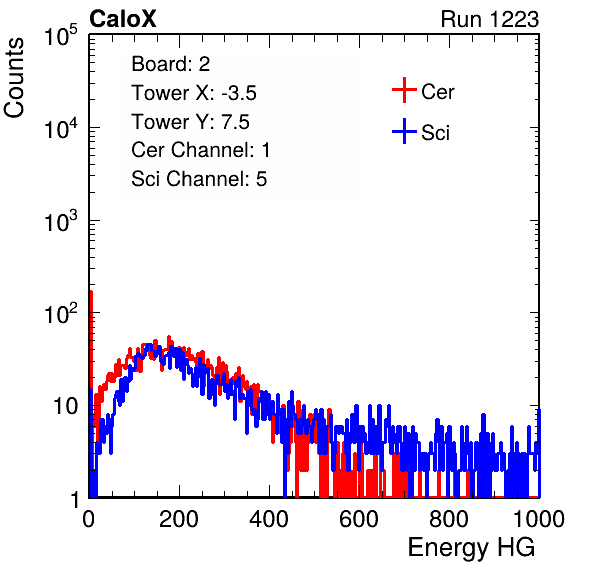 CaloX Run 1223
Counts
10^5
10^4
10^3
10^2
10
1
Board: 2
Tower X: -3.5
Tower Y: 7.5
Cer Channel: 1
Sci Channel: 5
Cer
Sci
0 200 400 600 800 1000
Energy HG